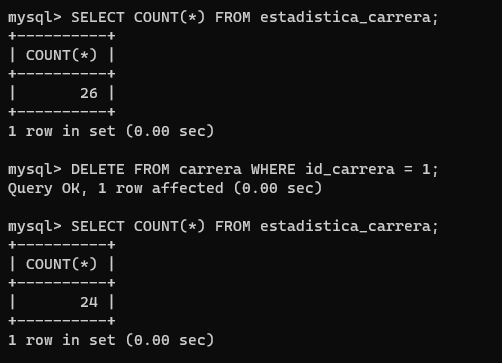 mysql> SELECT COUNT(*) FROM estadistica_carrera;
+----------+
| COUNT(*) |
+----------+
|       26 |
+----------+
1 row in set (0.00 sec)

mysql> DELETE FROM carrera WHERE id_carrera = 1;
Query OK, 1 row affected (0.00 sec)

mysql> SELECT COUNT(*) FROM estadistica_carrera;
+----------+
| COUNT(*) |
+----------+
|       24 |
+----------+
1 row in set (0.00 sec)